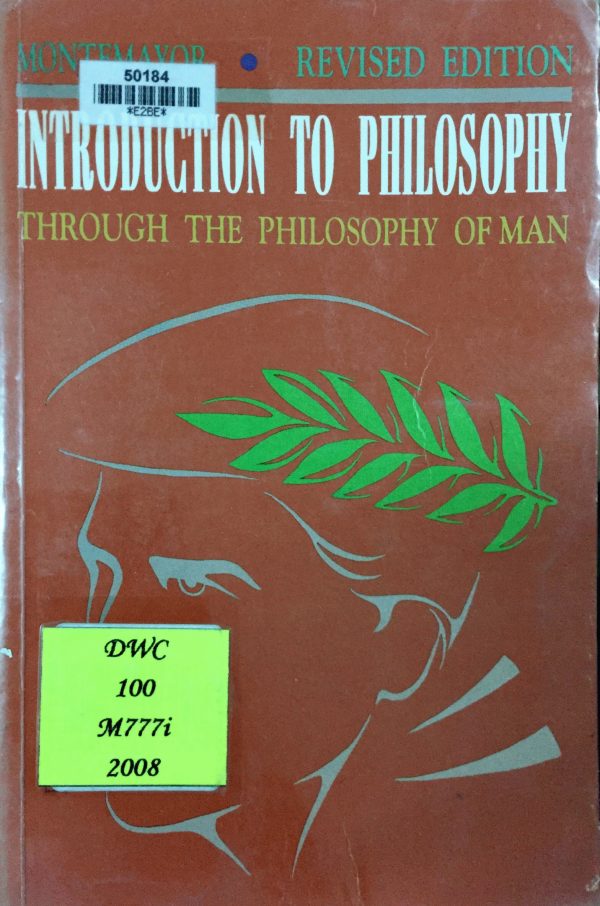 MONTEMAYOR • REVISED EDITION
50184
*E2BE*
INTRODUCTION TO PHILOSOPHY
THROUGH THE PHILOSOPHY OF MAN
DWC
100
M777i
2008